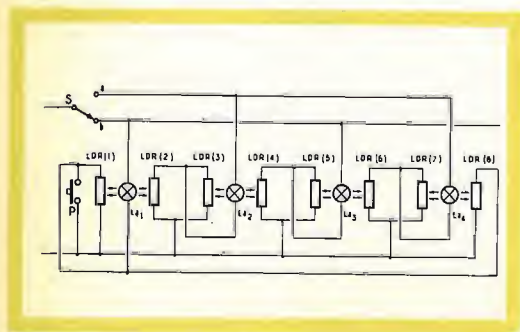 a
S
b
LDR(1) LDR(2) LDR(3) LDR(4) LDR(5) LDR(6) LDR(7) LDR(8)
P
La1 La2 La3 La4